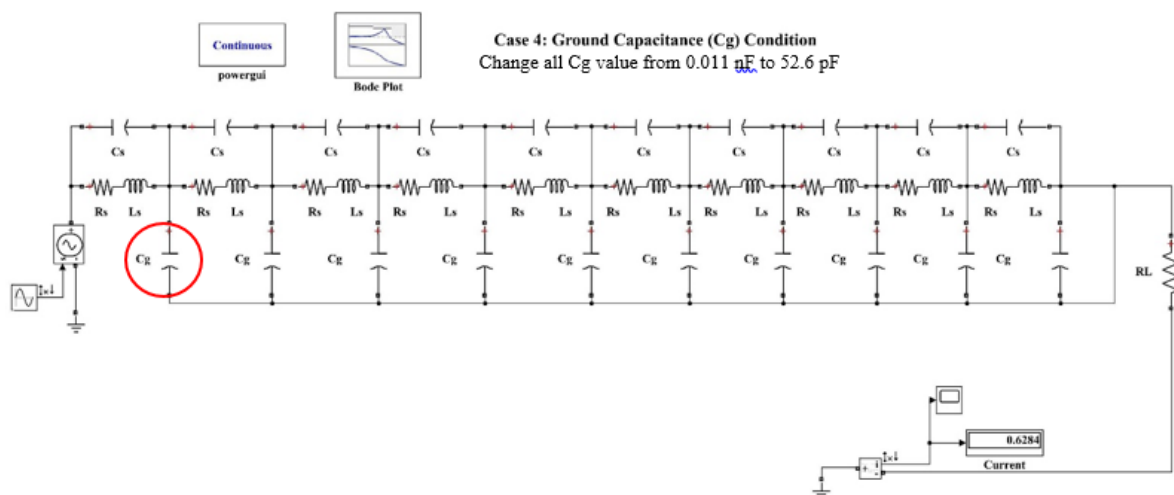 Continuous
powergui
Bode Plot
Case 4: Ground Capacitance (Cg) Condition
Change all Cg value from 0.011 nF to 52.6 pF
Cs Cs Cs Cs Cs Cs Cs Cs Cs Cs
Rs Ls Rs Ls Rs Ls Rs Ls Rs Ls Rs Ls Rs Ls Rs Ls Rs Ls Rs Ls
Cg Cg Cg Cg Cg Cg Cg Cg Cg Cg
RL
0.6284
Current